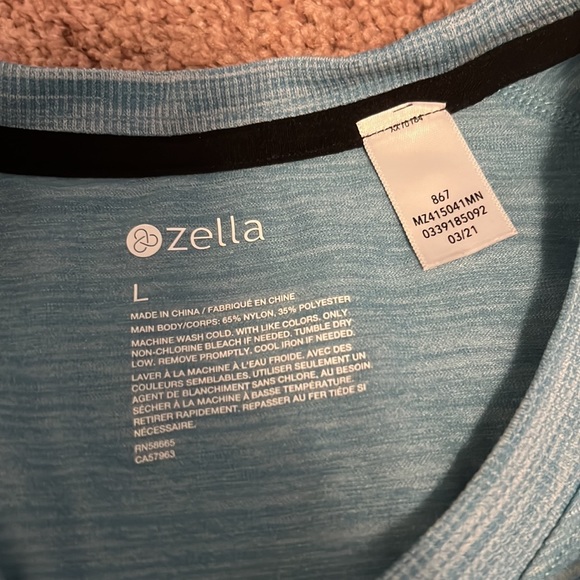 zella
L
MADE IN CHINA / FABRIQUÉ EN CHINE
MAIN BODY/CORPS: 65% NYLON, 35% POLYESTER
MACHINE WASH COLD. WITH LIKE COLORS. ONLY
NON-CHLORINE BLEACH IF NEEDED. TUMBLE DRY
LOW. REMOVE PROMPTLY. COOL IRON IF NEEDED.
LAVER À LA MACHINE À L'EAU FROIDE. AVEC DES
COULEURS SEMBLABLES. UTILISER SEULEMENT UN
AGENT DE BLANCHIMENT SANS CHLORE, AU BESOIN.
SÉCHER À LA MACHINE À BASSE TEMPÉRATURE.
RETIRER RAPIDEMENT. REPASSER AU FER TIÈDE SI
NÉCESSAIRE.
RN58665
CA57963
867
MZ415041MN
0339185092
03/21